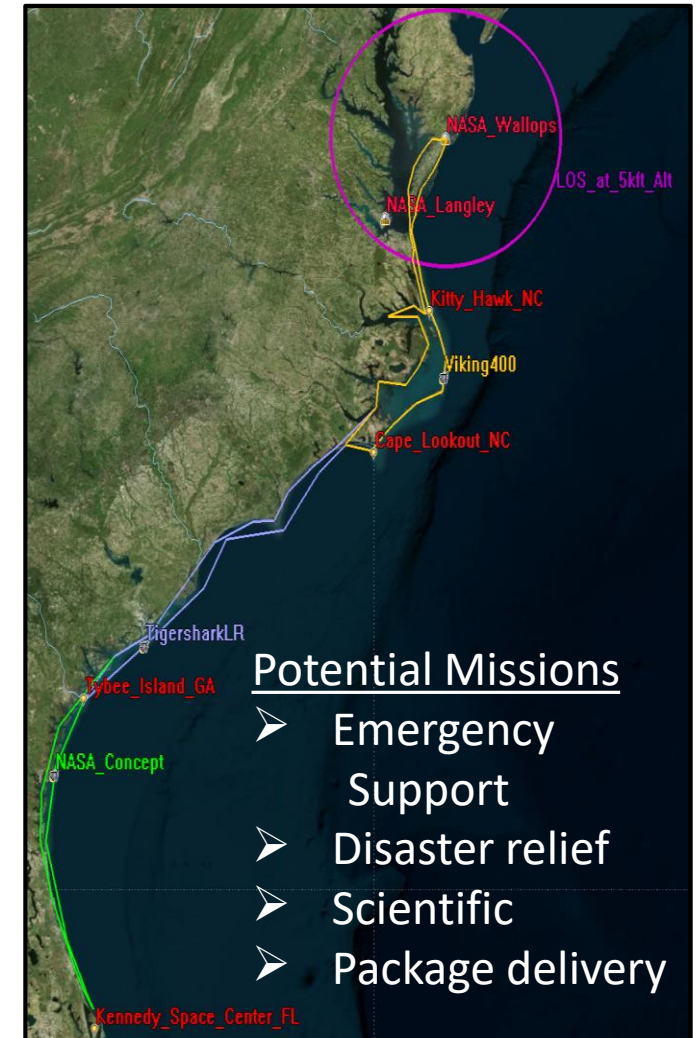 NASA_Wallops
LOS_at_5kft_Alt
NASA_Langley
Kitty_Hawk_NC
Viking400
Cape_Lookout_NC
TigersharkLR
Tybee_Island_GA
NASA_Concept
Kennedy_Space_Center_FL
Potential Missions
➢ Emergency
Support
➢ Disaster relief
➢ Scientific
➢ Package delivery